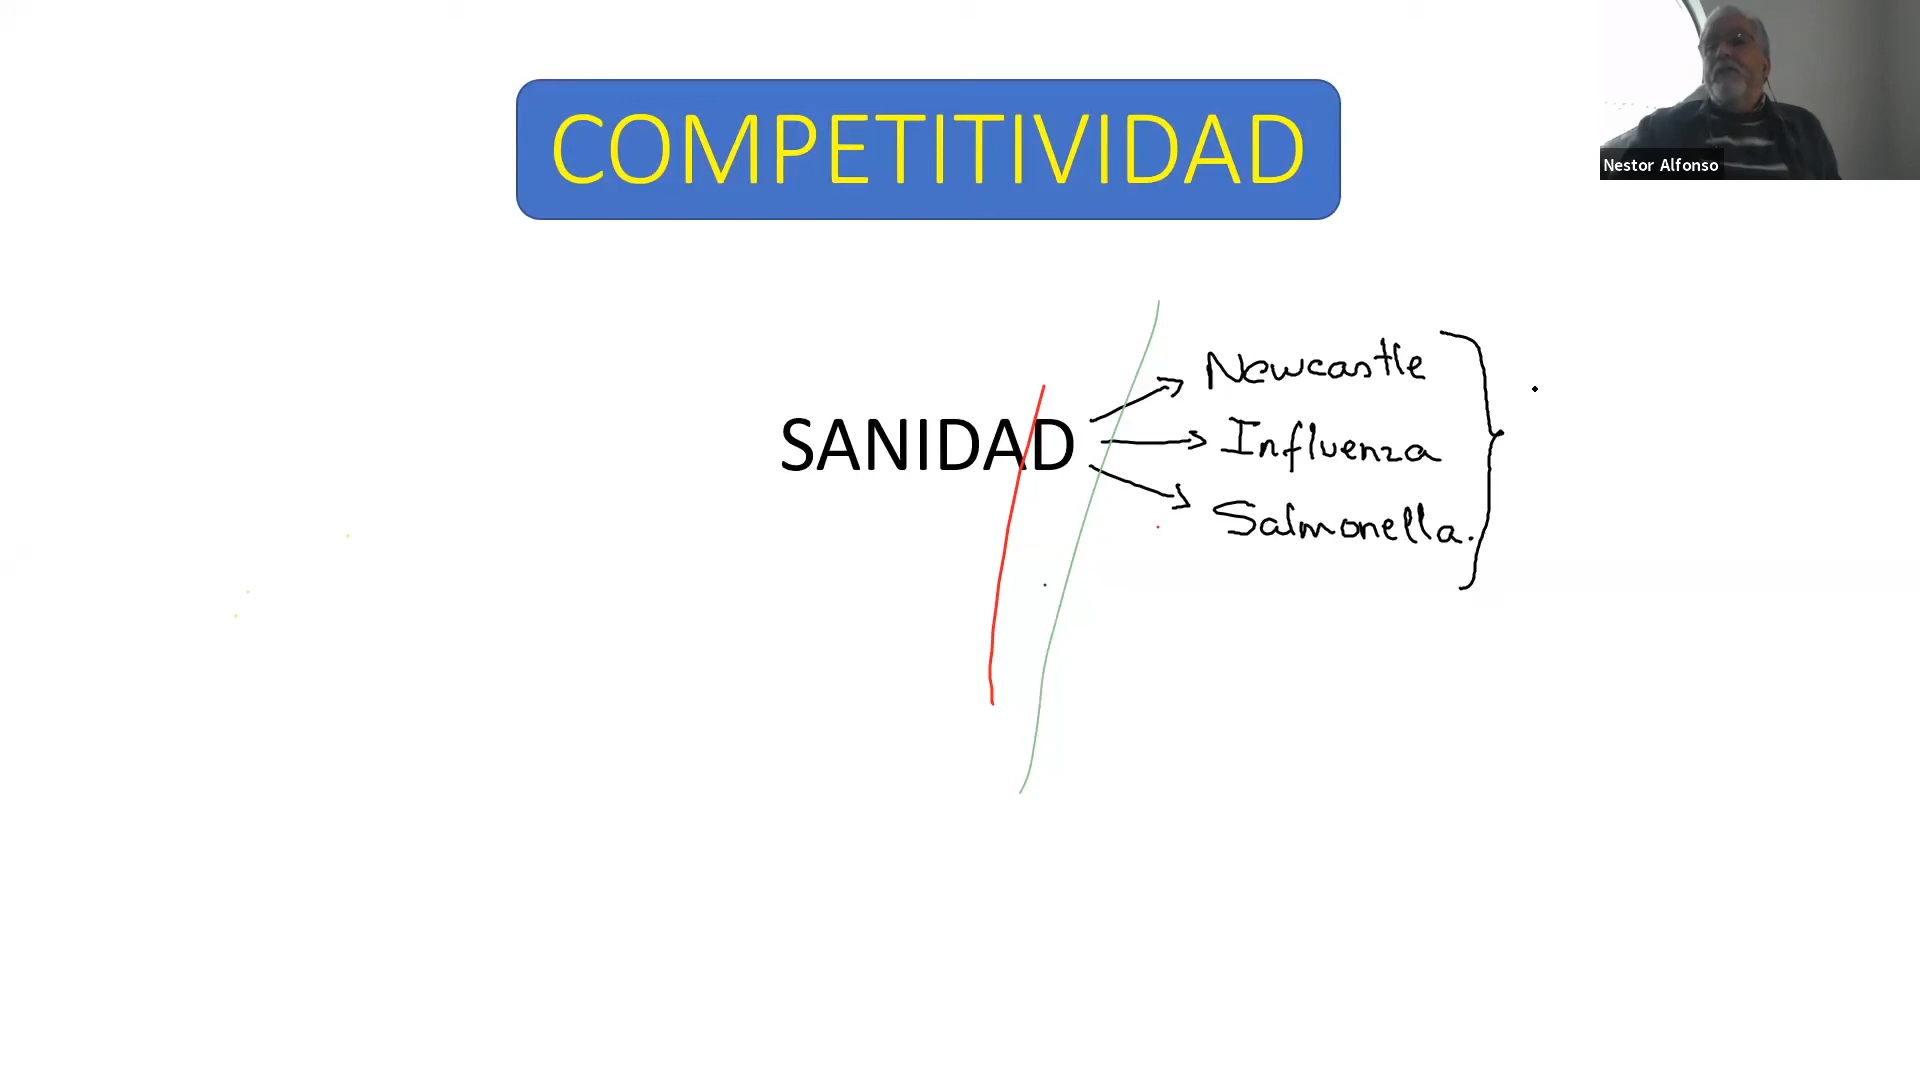 COMPETITIVIDAD
Nestor Alfonso
SANIDAD
Newcastle
Influenza
Salmonella.